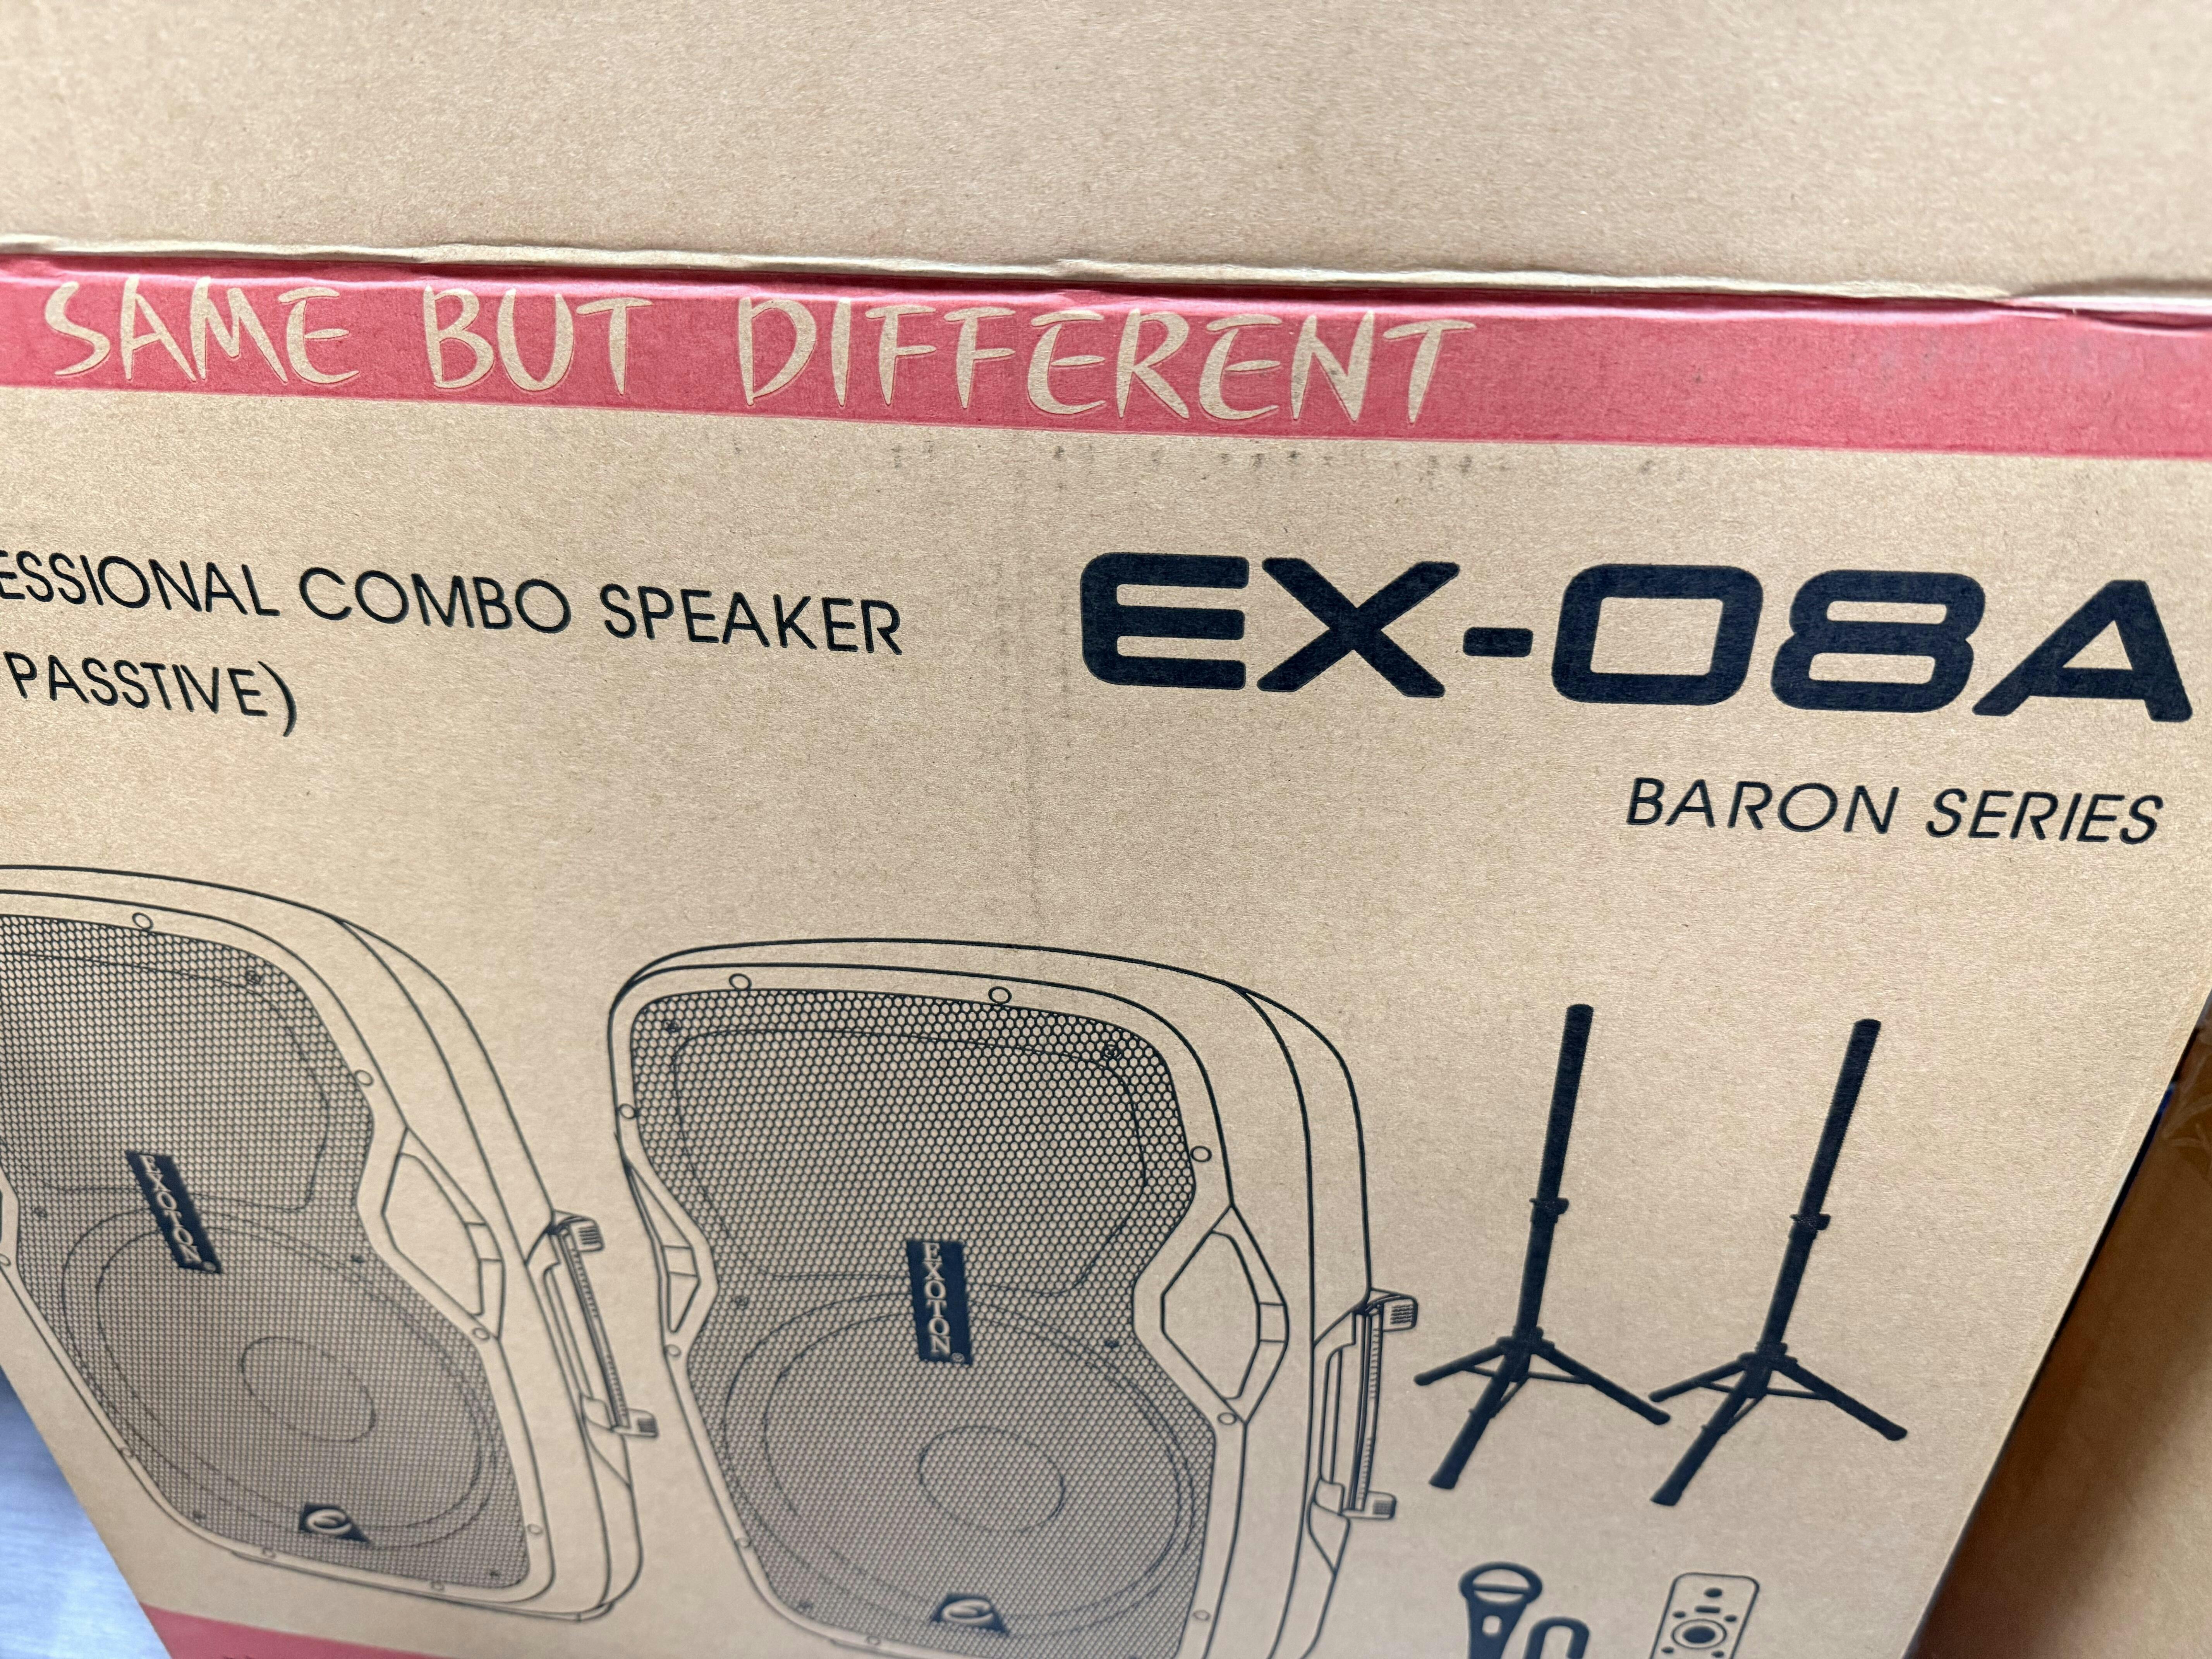 SAME BUT DIFFERENT
ESSIONAL COMBO SPEAKER
PASSTIVE)
EX-08A
BARON SERIES
EXOTON®
EXOTON®